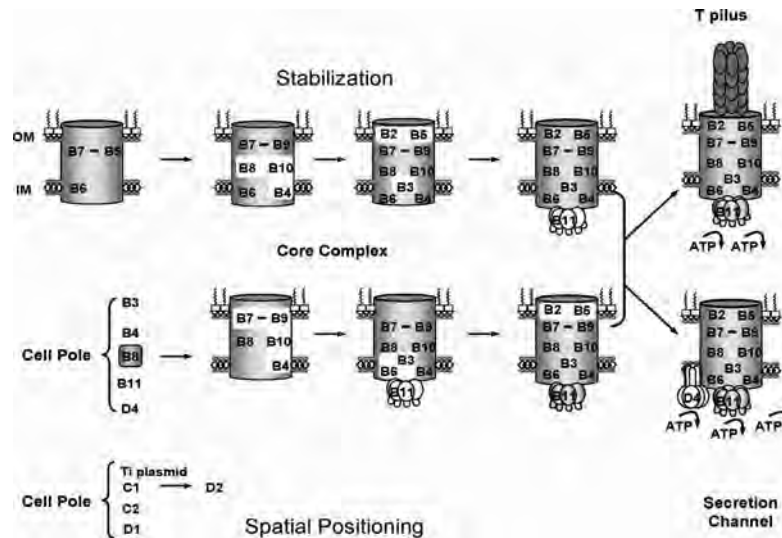 T pilus
Stabilization
OM
IM
B7 – B9
B6
B7 – B9
B8 B10
B6 B4
B2 B5
B7 – B9
B8 B10
B3
B6 B4
B2 B5
B7 – B9
B8 B10
B3
B6 B4
B11
B2 B5
B7 – B9
B8 B10
B3
B6 B4
B11
ATP ATP
Core Complex
Cell Pole
B3
B4
B8
B11
D4
B7 – B9
B8 B10
B4
B7 – B9
B8 B10
B3
B6 B4
B11
B2 B5
B7 – B9
B8 B10
B3
B6 B4
B11
B2 B5
B7 – B9
B8 B10
B3
B6 B4
D4 B11
ATP ATP ATP
Cell Pole
Ti plasmid
C1 D2
C2
D1
Spatial Positioning
Secretion
Channel